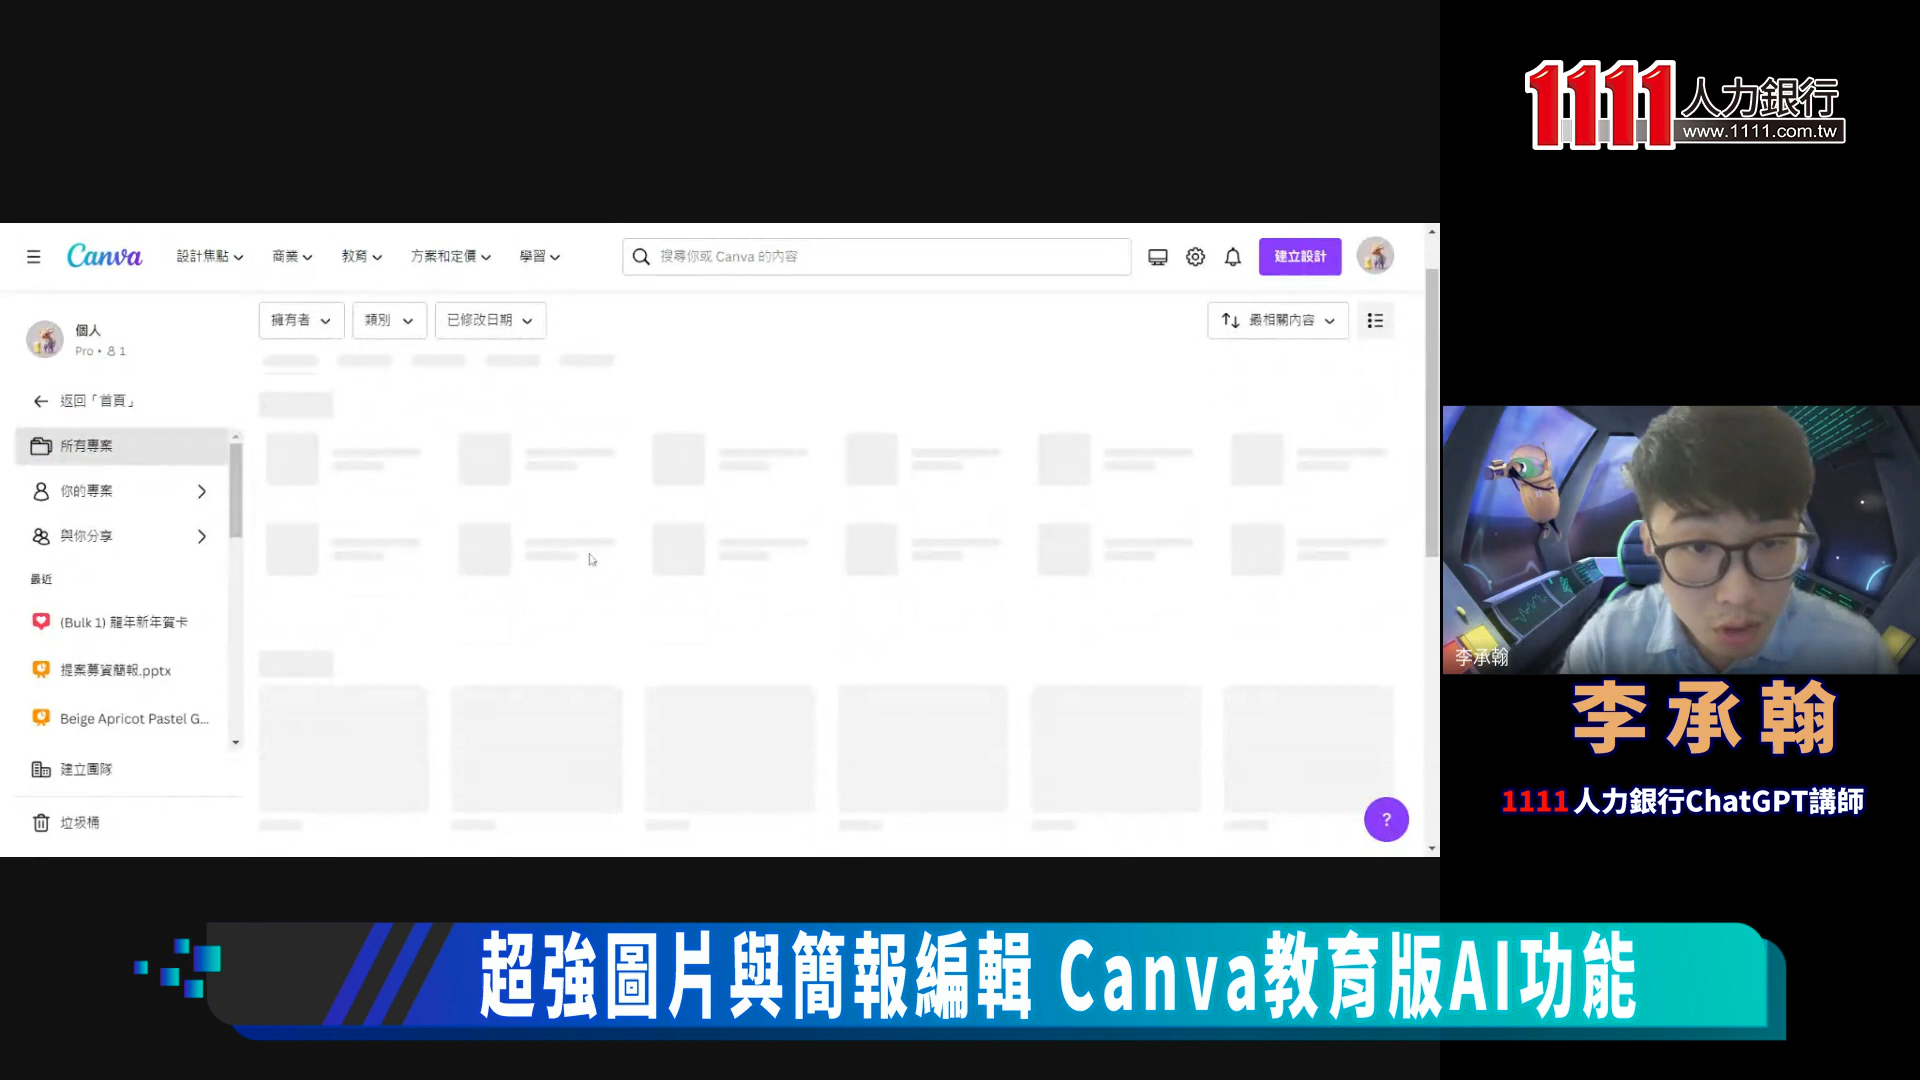 1111人力銀行
www.1111.com.tw
Canva
設計焦點
商業
教育
方案和定價
學習
搜尋你或 Canva 的內容
建立設計
個人
Pro • 1
返回「首頁」
所有專案
你的專案
與你分享
最近
(Bulk 1) 龍年新年賀卡
提案募資簡報.pptx
Beige Apricot Pastel G...
建立團隊
垃圾桶
擁有者
類別
已修改日期
最相關內容
?
李承翰
李承翰
1111人力銀行ChatGPT講師
超強圖片與簡報編輯 Canva教育版AI功能